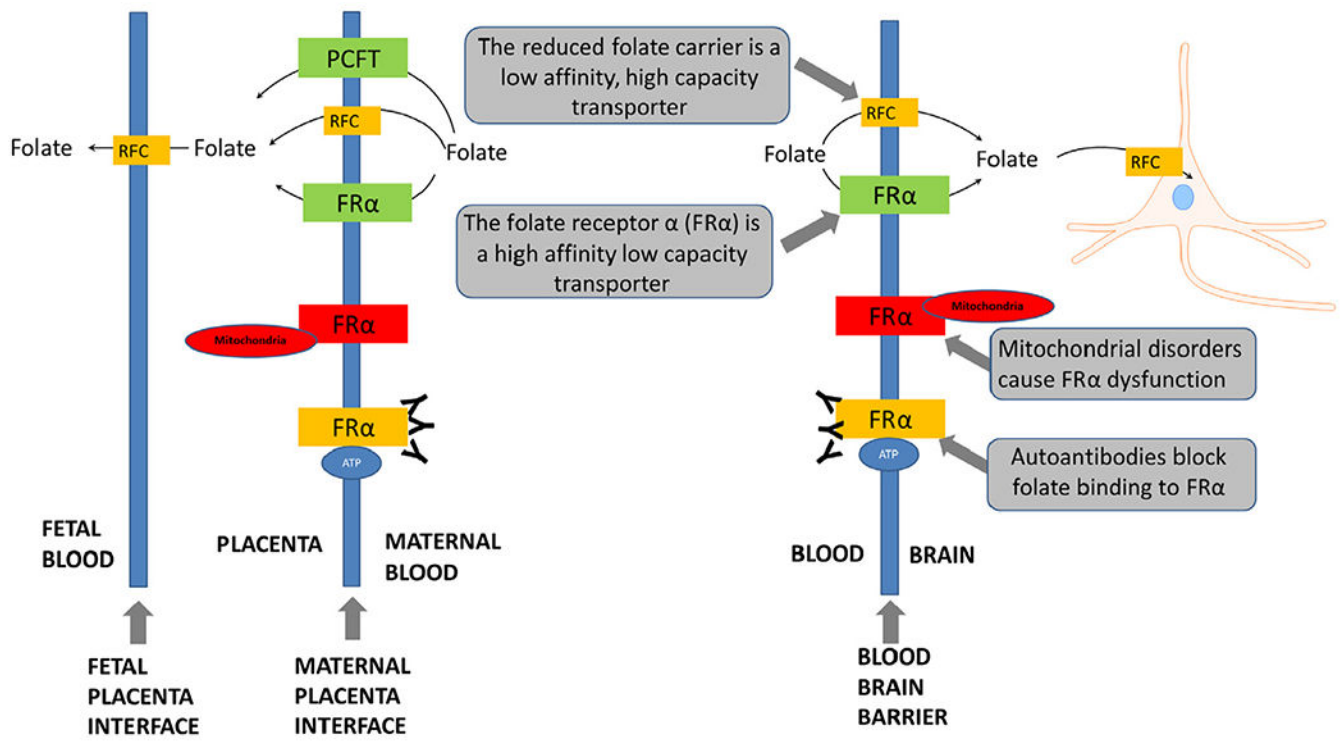 PCFT
RFC
Folate
RFC
Folate
Folate
FRα
The reduced folate carrier is a
low affinity, high capacity
transporter
RFC
Folate
Folate
RFC
FRα
The folate receptor α (FRα) is
a high affinity low capacity
transporter
FRα
Mitochondria
FRα
Mitochondria
Mitochondrial disorders
cause FRα dysfunction
FRα
ATP
FRα
ATP
Autoantibodies block
folate binding to FRα
FETAL
BLOOD
PLACENTA
MATERNAL
BLOOD
BLOOD
BRAIN
FETAL
PLACENTA
INTERFACE
MATERNAL
PLACENTA
INTERFACE
BLOOD
BRAIN
BARRIER